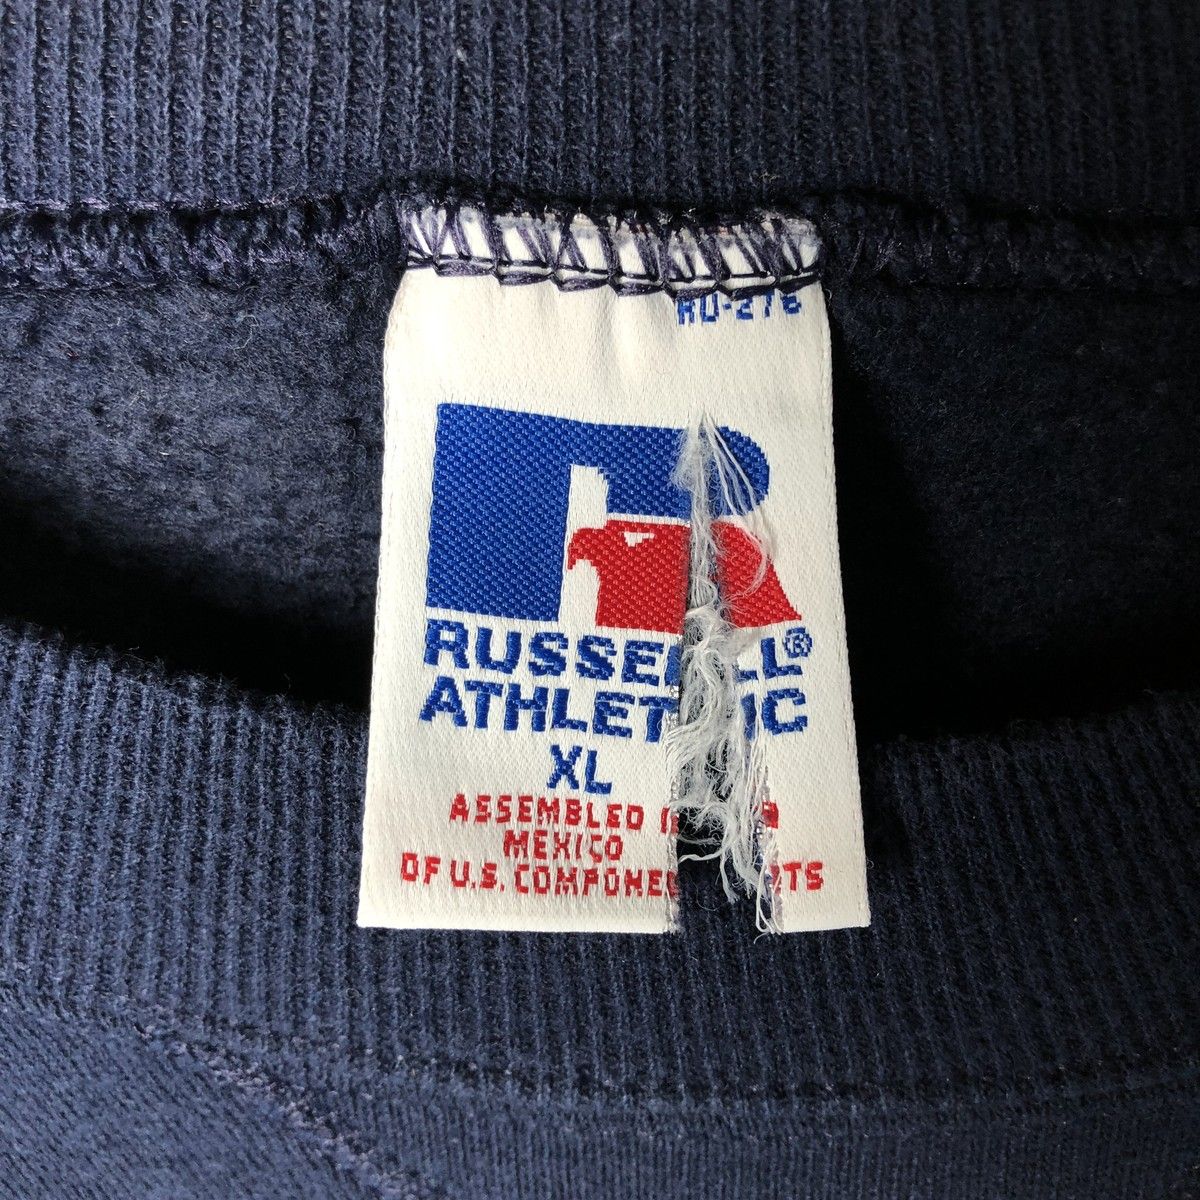 RU-276
RUSSELL®
ATHLETIC
XL
ASSEMBLED
MEXICO
OF U.S.